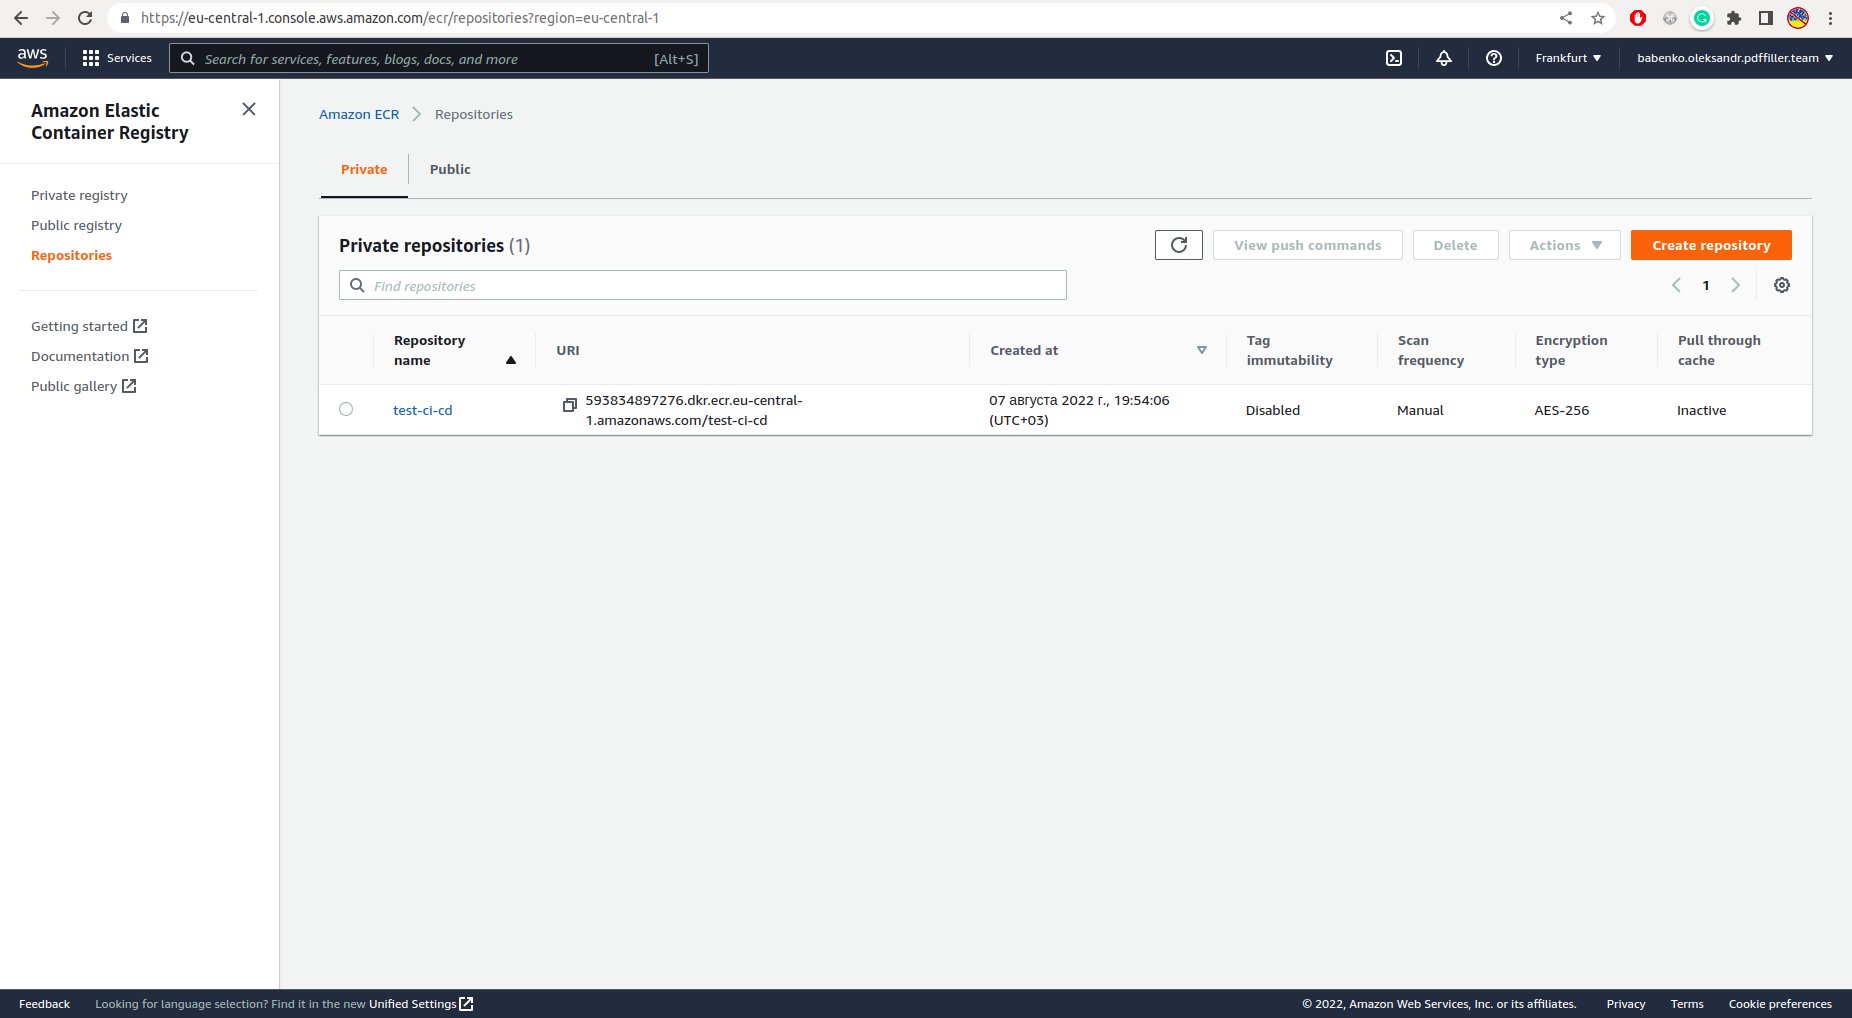 https://eu-central-1.console.aws.amazon.com/ecr/repositories?region=eu-central-1
aws
Services
Search for services, features, blogs, docs, and more
[Alt+S]
Frankfurt
babenko.oleksandr.pdffiller.team
Amazon Elastic
Container Registry
Private registry
Public registry
Repositories
Getting started
Documentation
Public gallery
Amazon ECR
Repositories
Private
Public
Private repositories (1)
View push commands
Delete
Actions
Create repository
Find repositories
1
Repository
name
URI
Created at
Tag
immutability
Scan
frequency
Encryption
type
Pull through
cache
test-ci-cd
593834897276.dkr.ecr.eu-central-
1.amazonaws.com/test-ci-cd
07 августа 2022 г., 19:54:06
(UTC+03)
Disabled
Manual
AES-256
Inactive
Feedback
Looking for language selection? Find it in the new Unified Settings
© 2022, Amazon Web Services, Inc. or its affiliates.
Privacy
Terms
Cookie preferences